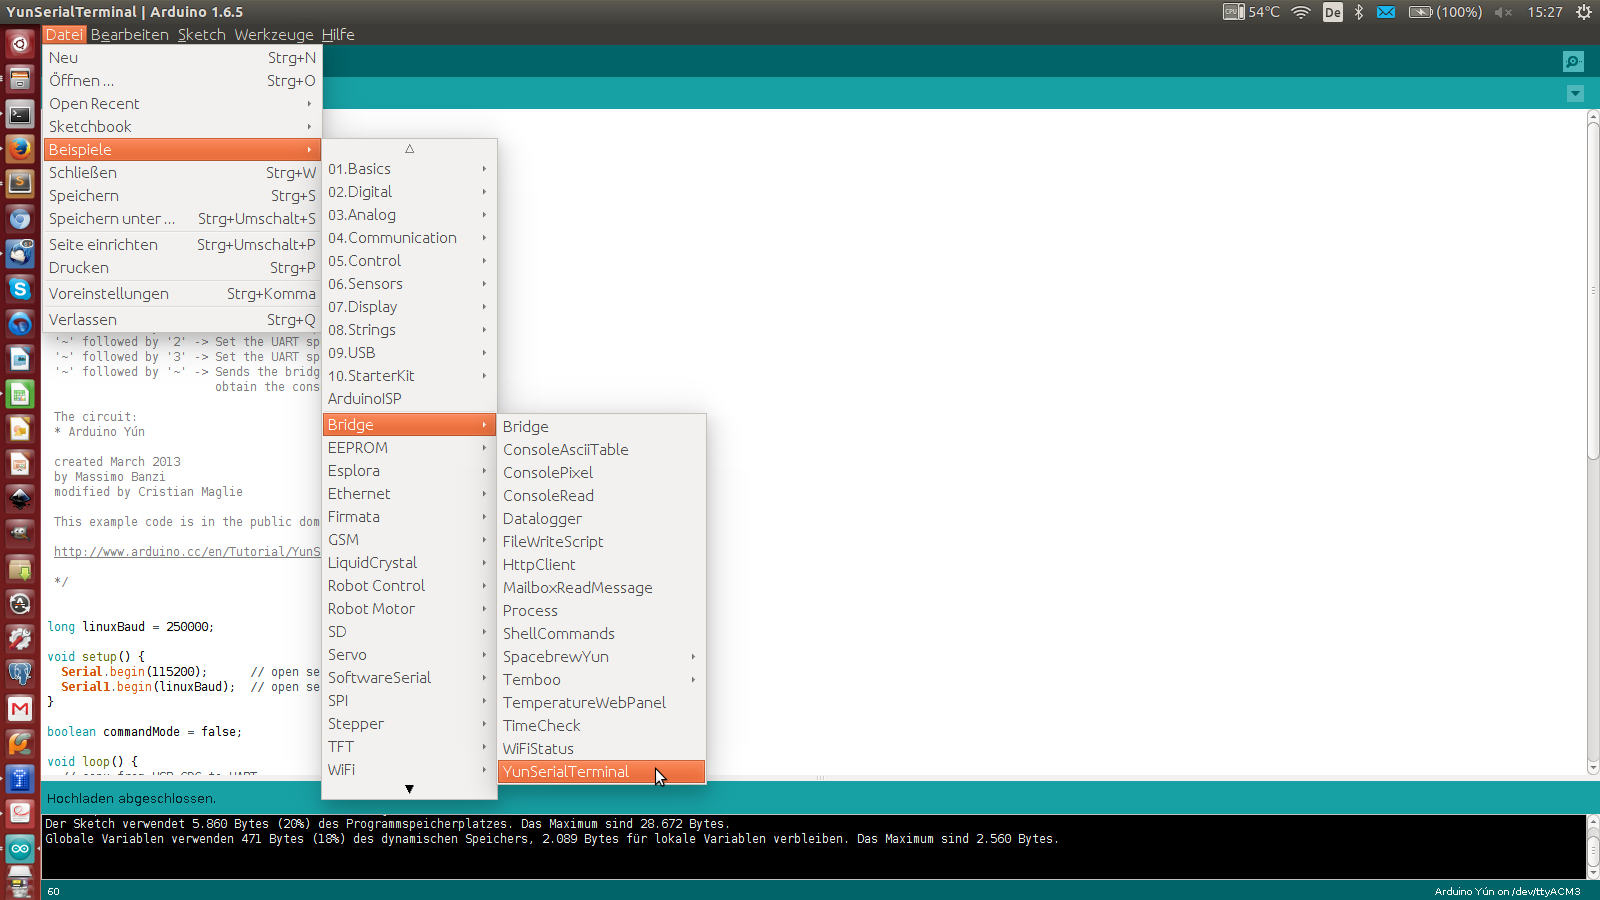 YunSerialTerminal | Arduino 1.6.5
54°C
De
(100%)
15:27
Datei Bearbeiten Sketch Werkzeuge Hilfe
Neu Strg+N
Öffnen ... Strg+O
Open Recent
Sketchbook
Beispiele
Schließen Strg+W
Speichern Strg+S
Speichern unter ... Strg+Umschalt+S
Seite einrichten Strg+Umschalt+P
Drucken Strg+P
Voreinstellungen Strg+Komma
Verlassen Strg+Q
01.Basics
02.Digital
03.Analog
04.Communication
05.Control
06.Sensors
07.Display
08.Strings
09.USB
10.StarterKit
ArduinoISP
Bridge
EEPROM
Esplora
Ethernet
Firmata
GSM
LiquidCrystal
Robot Control
Robot Motor
SD
Servo
SoftwareSerial
SPI
Stepper
TFT
WiFi
Bridge
ConsoleAsciiTable
ConsolePixel
ConsoleRead
Datalogger
FileWriteScript
HttpClient
MailboxReadMessage
Process
ShellCommands
SpacebrewYun
Temboo
TemperatureWebPanel
TimeCheck
WiFiStatus
YunSerialTerminal
'~' followed by '2' -> Set the UART sp
'~' followed by '3' -> Set the UART sp
'~' followed by '~' -> Sends the bridg
obtain the cons
The circuit:
* Arduino Yún
created March 2013
by Massimo Banzi
modified by Cristian Maglie
This example code is in the public dom
http://www.arduino.cc/en/Tutorial/YunS
*/
long linuxBaud = 250000;
void setup() {
Serial.begin(115200); // open se
Serial1.begin(linuxBaud); // open se
}
boolean commandMode = false;
void loop() {
// copy from USB-CDC to UART
Hochladen abgeschlossen.
Der Sketch verwendet 5.860 Bytes (20%) des Programmspeicherplatzes. Das Maximum sind 28.672 Bytes.
Globale Variablen verwenden 471 Bytes (18%) des dynamischen Speichers, 2.089 Bytes für lokale Variablen verbleiben. Das Maximum sind 2.560 Bytes.
60
Arduino Yún on /dev/ttyACM3